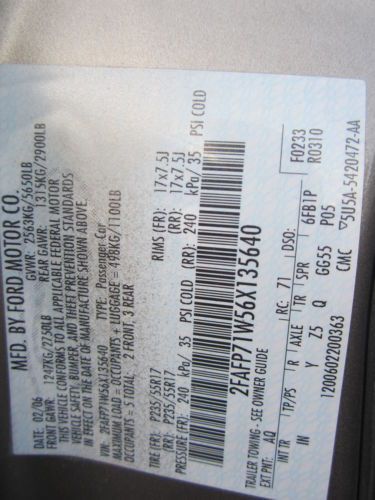 MFD. BY FORD MOTOR CO.
02/06 GVWR: 2563KG/5650LB
FRONT GAWR: 1247KG/2750LB REAR GAWR: 1315KG/2900LB
THIS VEHICLE CONFORMS TO ALL APPLICABLE FEDERAL MOTOR
VEHICLE SAFETY, BUMPER, AND THEFT PREVENTION STANDARDS
IN EFFECT ON THE DATE OF MANUFACTURE SHOWN ABOVE.
VIN: 2FAFP71W56X135640 TYPE: Passenger Car
MAXIMUM LOAD = OCCUPANTS + LUGGAGE = 498KG/1100LB
OCCUPANTS: 5 TOTAL 2 FRONT, 3 REAR
TIRE (FR): P235/55R17 RIMS (FR): 17x7.5J
(RR): P235/55R17 (RR): 17x7.5J
PRESSURE (FR): 240 kPa/ 35 PSI COLD (RR): 240 kPa/ 35 PSI COLD
2FAFP71W56X135640
TRAILER TOWING - SEE OWNER GUIDE F0233
EXT PNT: AQ RC: 71 DSO: R0310
INT TR TP/PS R AXLE TR SPR 6FB1P
Y Z5 Q GG55 P05
1200602200363 CMC ▽5U5A-5420472-AA